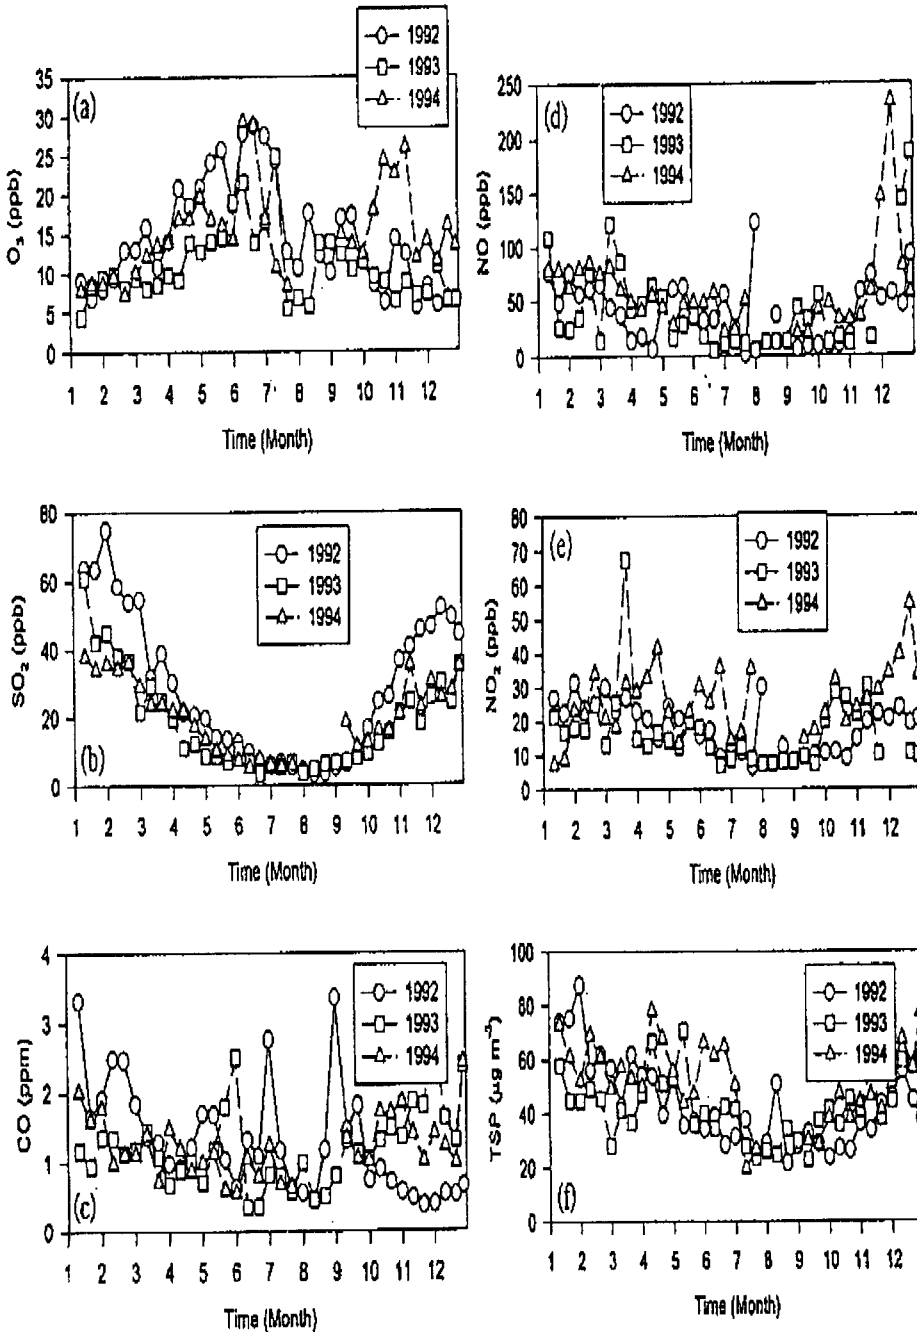 1992
1993
1994
(a)
35
30
25
20
15
10
5
0
O₃ (ppb)
1 2 3 4 5 6 7 8 9 10 11 12
Time (Month)
1992
1993
1994
(d)
250
200
150
100
50
0
NO (ppb)
1 2 3 4 5 6 7 8 9 10 11 12
Time (Month)
1992
1993
1994
(b)
80
60
40
20
0
SO₂ (ppb)
1 2 3 4 5 6 7 8 9 10 11 12
Time (Month)
1992
1993
1994
(e)
80
70
60
50
40
30
20
10
0
NO₂ (ppb)
1 2 3 4 5 6 7 8 9 10 11 12
Time (Month)
1992
1993
1994
(c)
4
3
2
1
0
CO (ppm)
1 2 3 4 5 6 7 8 9 10 11 12
Time (Month)
1992
1993
1994
(f)
100
80
60
40
20
0
TSP (µg m⁻³)
1 2 3 4 5 6 7 8 9 10 11 12
Time (Month)